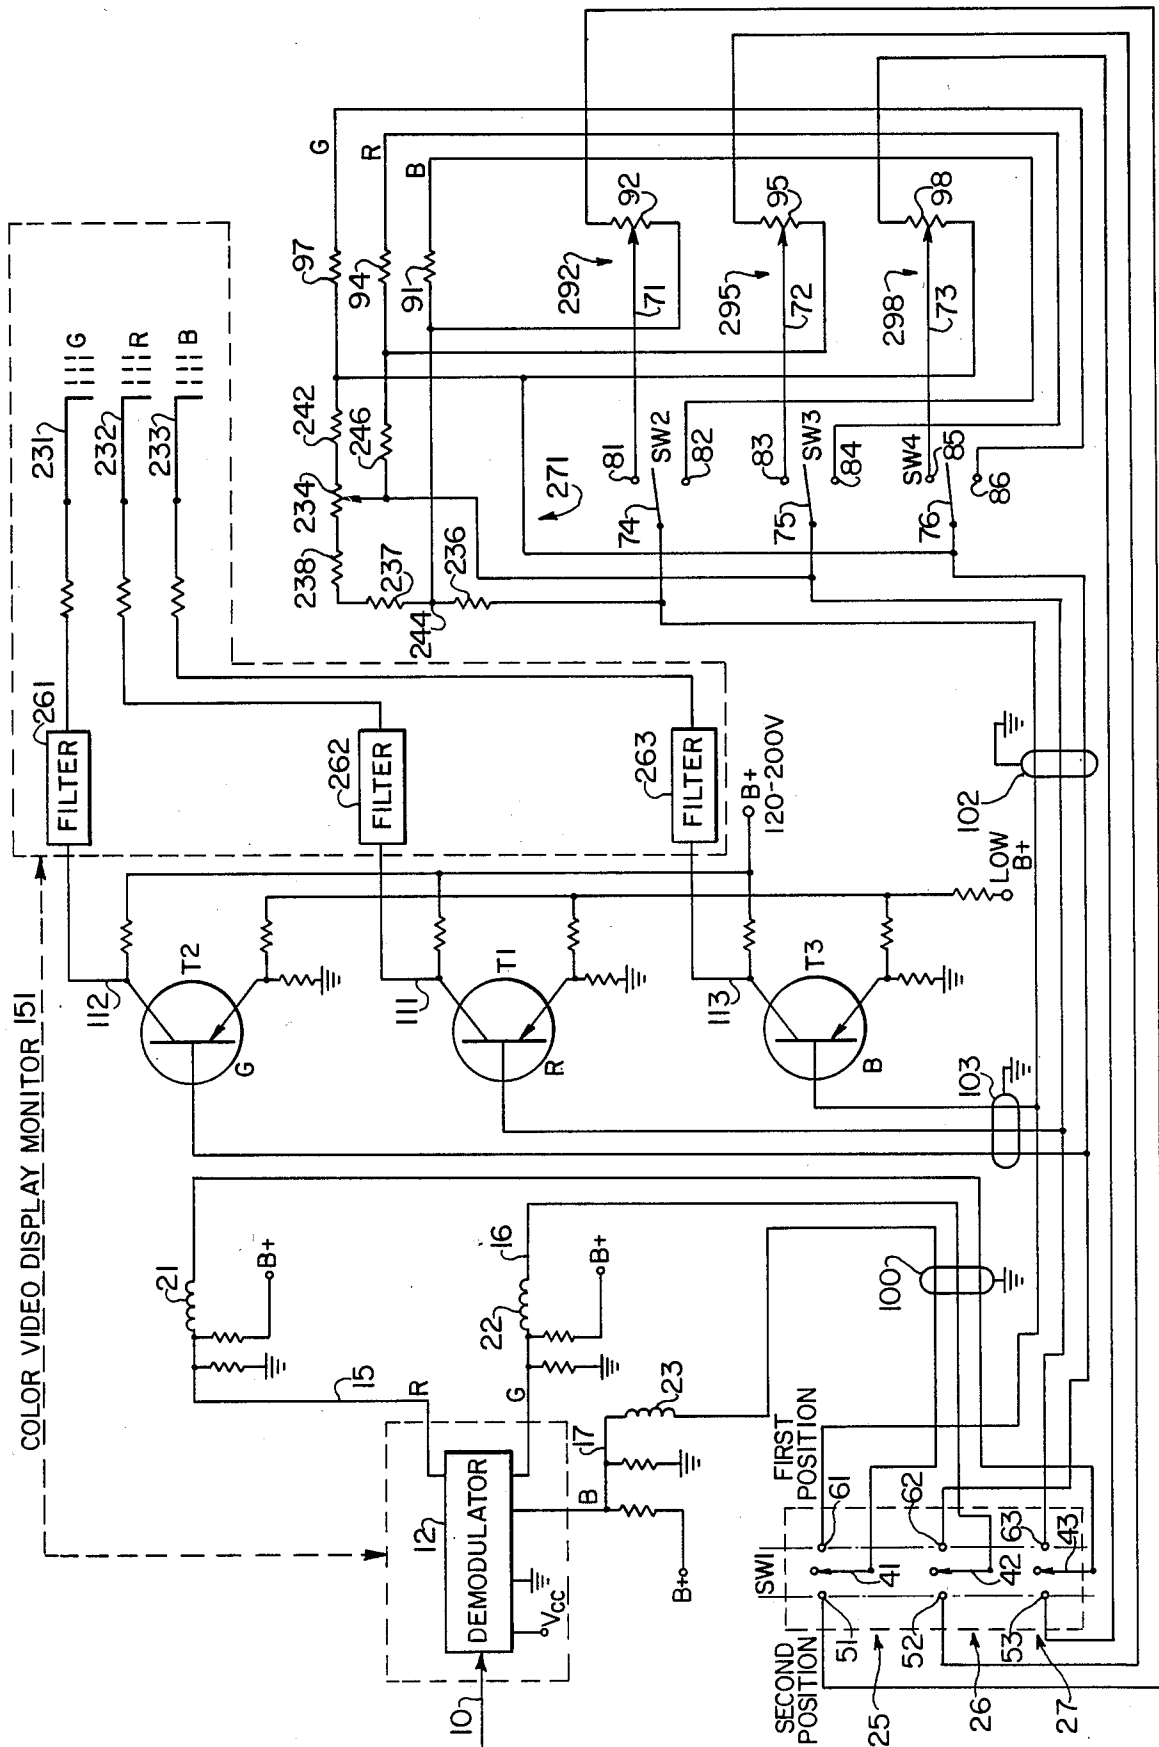 COLOR VIDEO DISPLAY MONITOR 151
10
DEMODULATOR
12
VCC
R
G
B
15
16
17
21
22
23
B+
B+
B+
SECOND
POSITION
FIRST
POSITION
SW1
25
26
27
51
52
53
41
42
43
61
62
63
100
103
102
112
T2
G
111
T1
R
113
T3
B
LOW
B+
B+
120-200V
FILTER
261
FILTER
262
FILTER
263
231
232
233
G
R
B
238
234
242
97
G
237
246
94
R
244
236
91
B
271
74
81
SW2
82
292
71
92
75
83
SW3
84
295
72
95
76
SW4
85
86
298
73
98